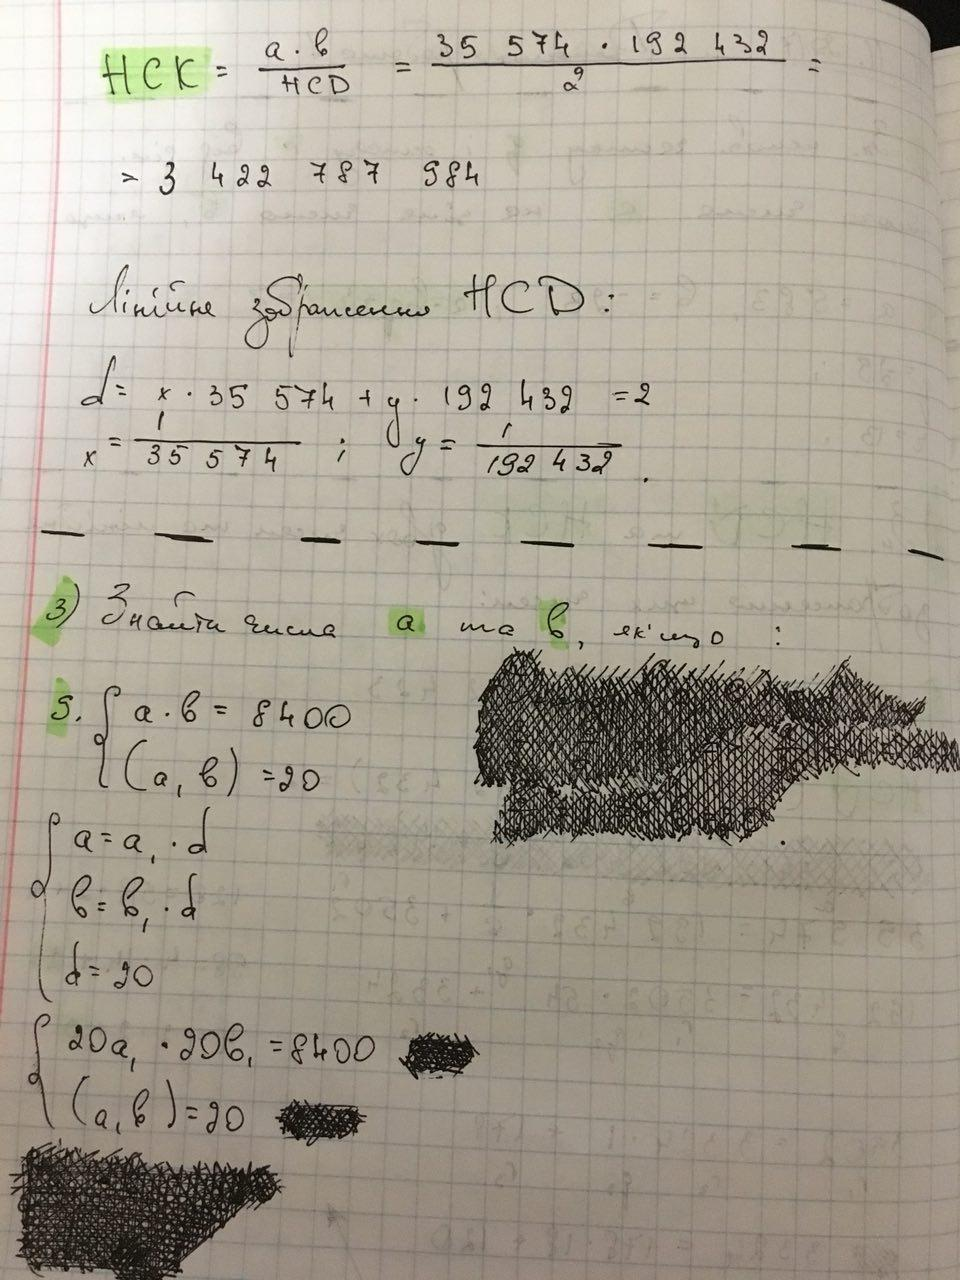 НСК = a · b / НСD = 35 574 · 192 432 / 2 =
= 3 422 787 984
Лінійне зображення НСD:
d = x · 35 574 + y · 192 432 = 2
x = 1 / 35 574 ; y = 1 / 192 432 .
3) Знайти числа a та b, якщо :
5. { a · b = 8400
(a, b) = 20
{ a = a₁ · d
b = b₁ · d
d = 20
{ 20a₁ · 20b₁ = 8400
(a, b) = 20